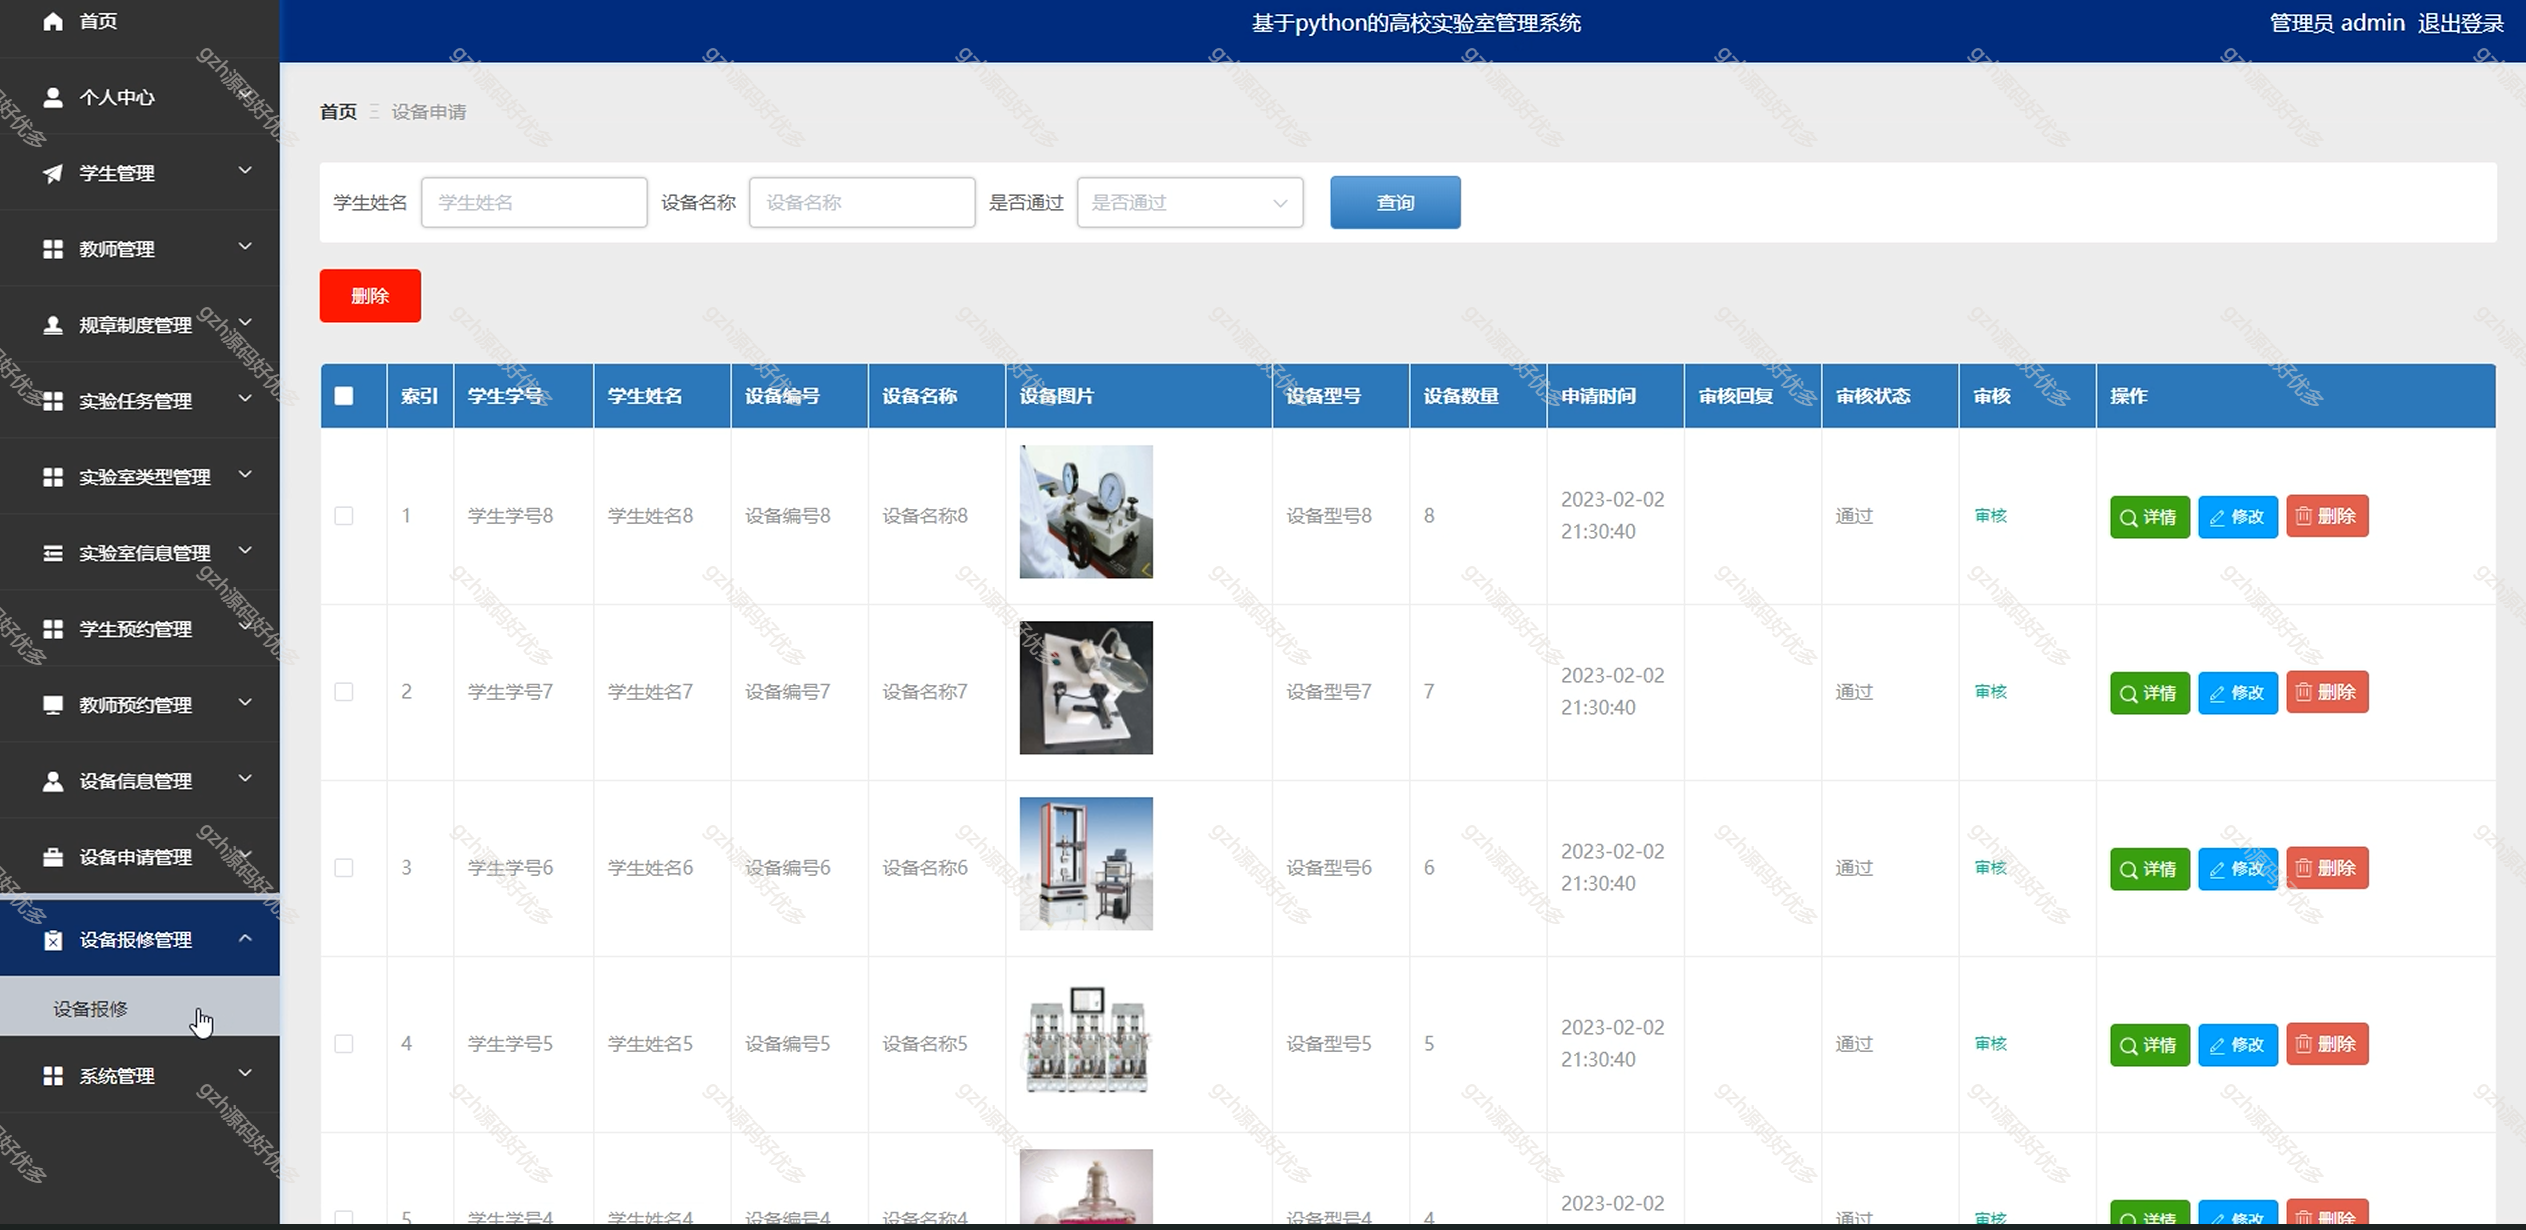 基于python的高校实验室管理系统
管理员 admin 退出登录
首页
个人中心
学生管理
教师管理
规章制度管理
实验任务管理
实验室类型管理
实验室信息管理
学生预约管理
教师预约管理
设备信息管理
设备申请管理
设备报修管理
设备报修
系统管理
首页 设备申请
学生姓名 学生姓名 设备名称 设备名称 是否通过 是否通过 查询
删除
索引 学生学号 学生姓名 设备编号 设备名称 设备图片 设备型号 设备数量 申请时间 审核回复 审核状态 审核 操作
1 学生学号8 学生姓名8 设备编号8 设备名称8 设备型号8 8 2023-02-02 21:30:40 通过 审核 详情 修改 删除
2 学生学号7 学生姓名7 设备编号7 设备名称7 设备型号7 7 2023-02-02 21:30:40 通过 审核 详情 修改 删除
3 学生学号6 学生姓名6 设备编号6 设备名称6 设备型号6 6 2023-02-02 21:30:40 通过 审核 详情 修改 删除
4 学生学号5 学生姓名5 设备编号5 设备名称5 设备型号5 5 2023-02-02 21:30:40 通过 审核 详情 修改 删除
5 学生学号4 学生姓名4 设备编号4 设备名称4 设备型号4 4 2023-02-02 通过 审核 详情 修改 删除
gzh源码好优多